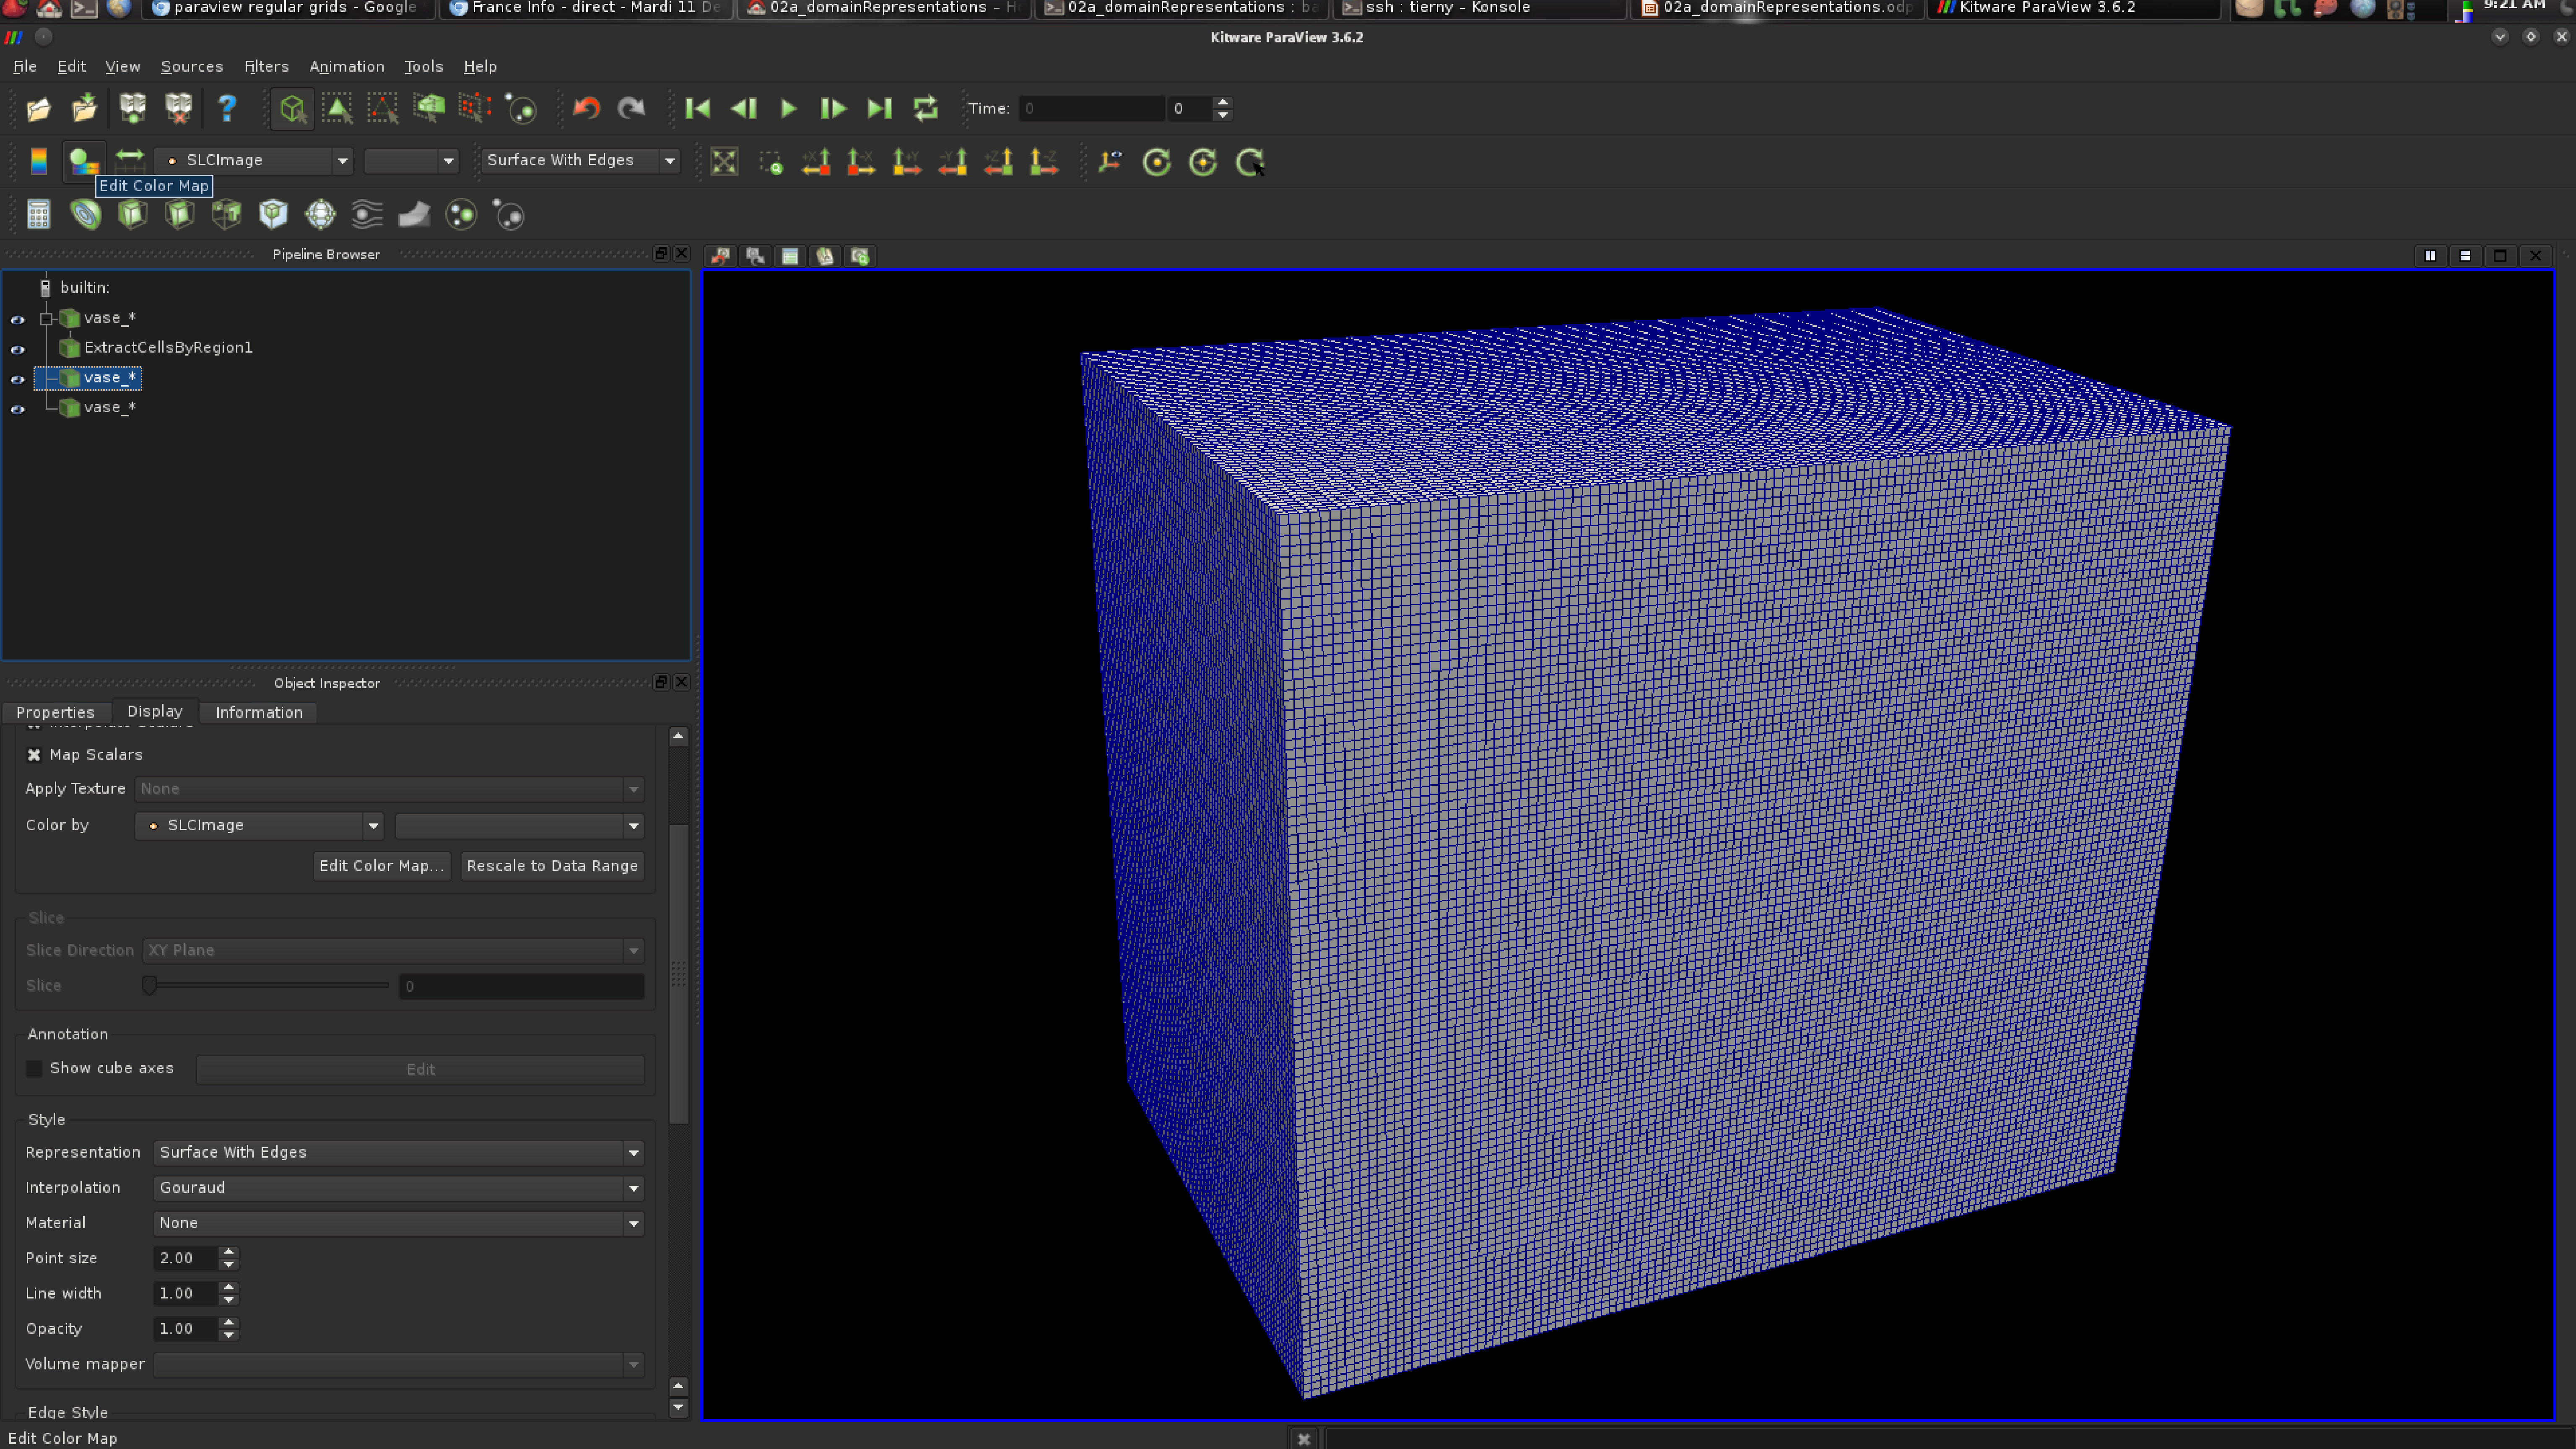 paraview regular grids - Google
France Info - direct - Mardi 11 De
02a_domainRepresentations - H
02a_domainRepresentations : ba
ssh : tierny - Konsole
02a_domainRepresentations.odp
Kitware ParaView 3.6.2
9:21 AM
Kitware ParaView 3.6.2
File Edit View Sources Filters Animation Tools Help
Time: 0 0
SLCImage Surface With Edges +X -X +Y -Y +Z -Z
Edit Color Map
Pipeline Browser
builtin:
vase_*
ExtractCellsByRegion1
vase_*
vase_*
Object Inspector
Properties Display Information
Interpolate Scalars
Map Scalars
Apply Texture None
Color by SLCImage
Edit Color Map... Rescale to Data Range
Slice
Slice Direction XY Plane
Slice 0
Annotation
Show cube axes Edit
Style
Representation Surface With Edges
Interpolation Gouraud
Material None
Point size 2.00
Line width 1.00
Opacity 1.00
Volume mapper
Edge Style
Edit Color Map